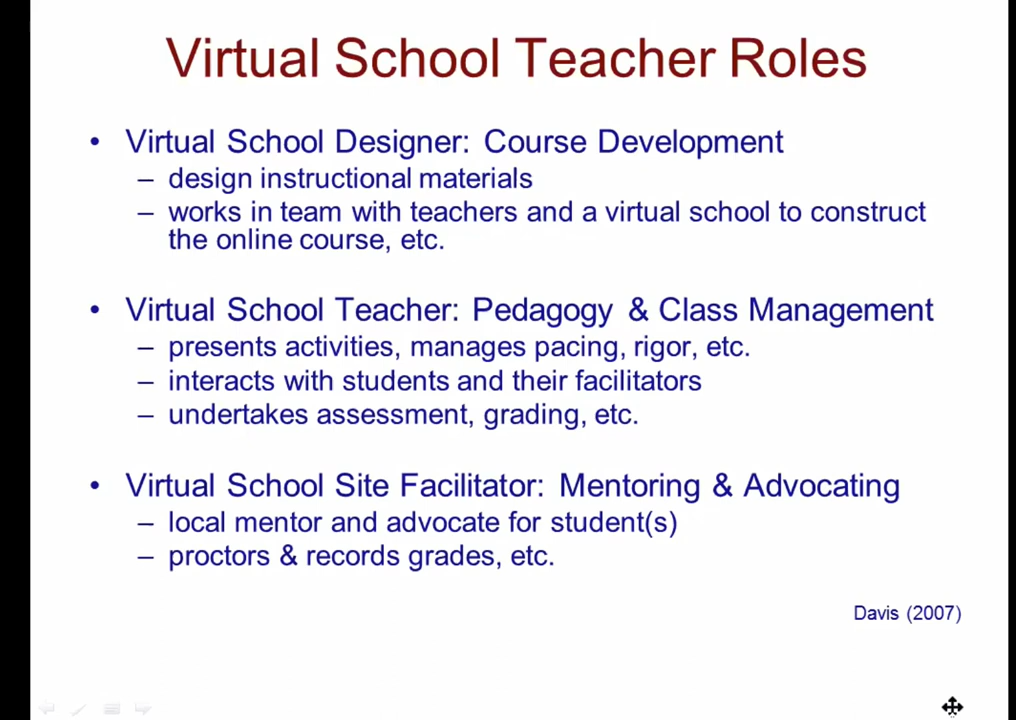 Virtual School Teacher Roles
• Virtual School Designer: Course Development
– design instructional materials
– works in team with teachers and a virtual school to construct
the online course, etc.
• Virtual School Teacher: Pedagogy & Class Management
– presents activities, manages pacing, rigor, etc.
– interacts with students and their facilitators
– undertakes assessment, grading, etc.
• Virtual School Site Facilitator: Mentoring & Advocating
– local mentor and advocate for student(s)
– proctors & records grades, etc.
Davis (2007)